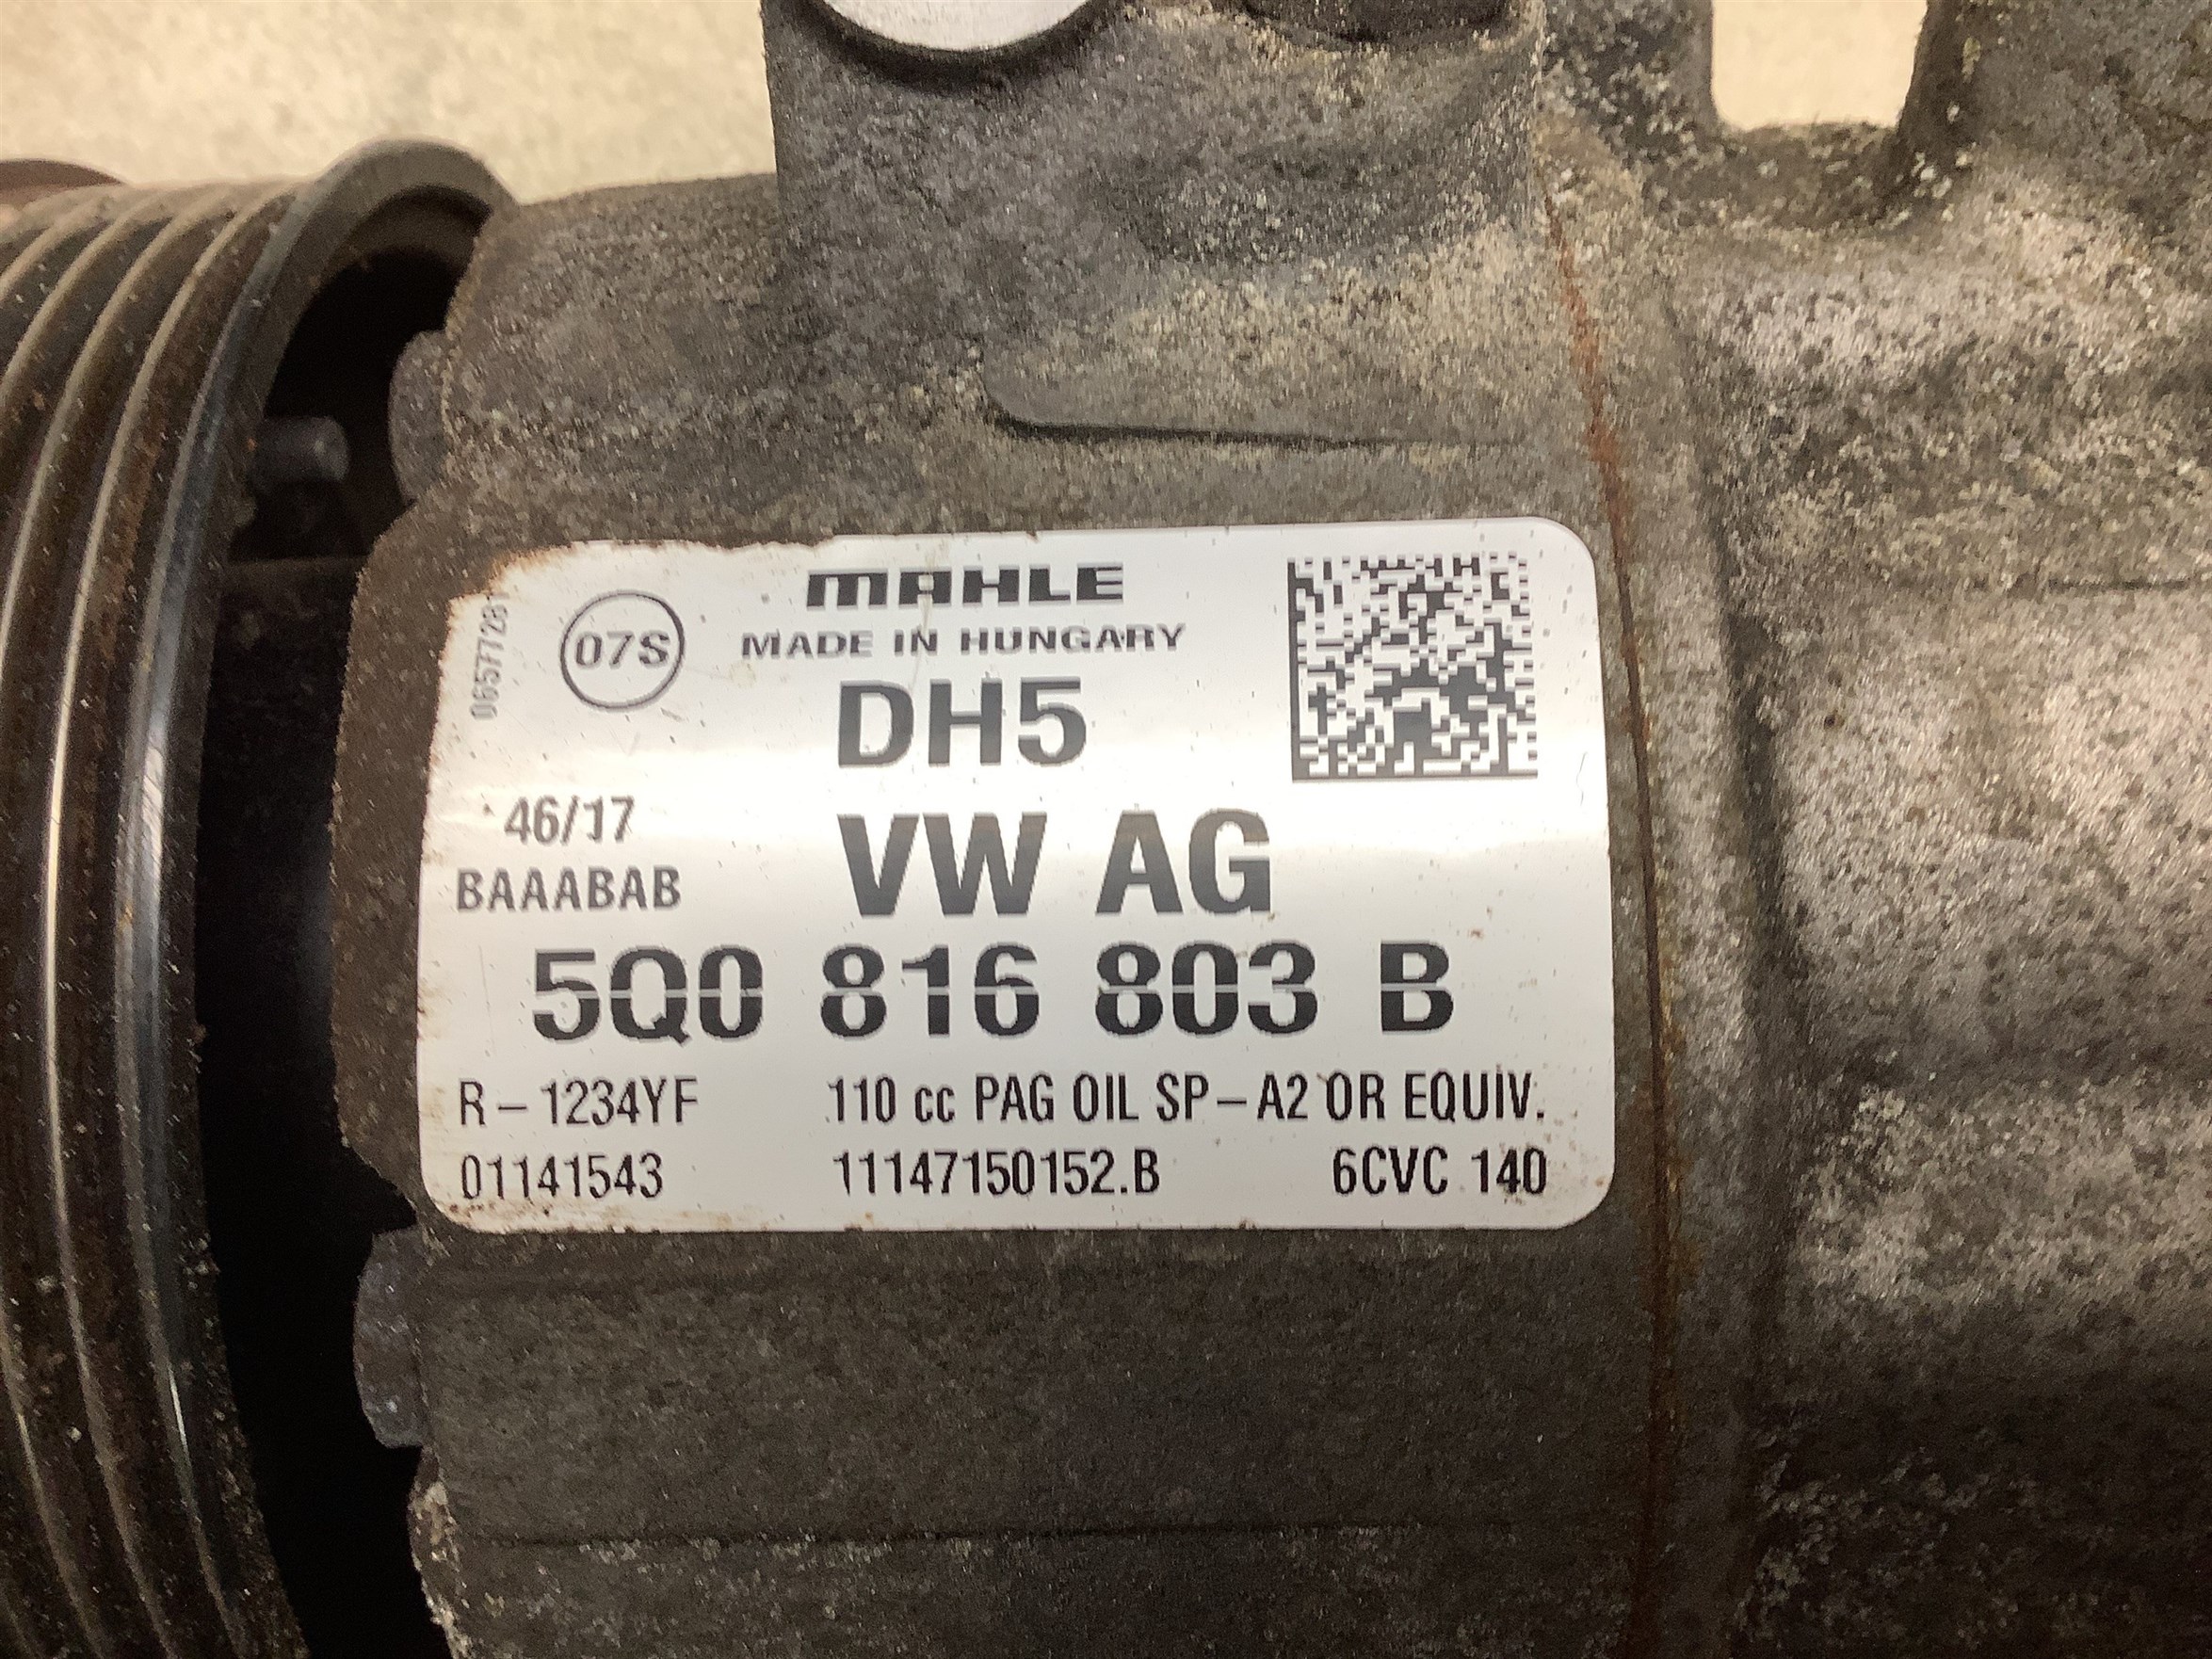 MAHLE
MADE IN HUNGARY
07S
DH5
46/17
BAAABAB
VW AG
5Q0 816 803 B
R-1234YF 110 cc PAG OIL SP-A2 OR EQUIV.
01141543 11147150152.B 6CVC 140